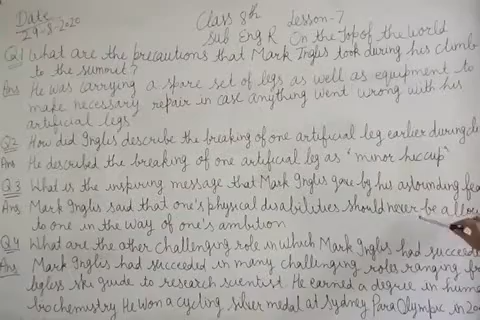 Date
29-8-2020
Class 8th Lesson-7
Sub Eng R On the Top of the World
Q1 What are the precautions that Mark Inglis took during his climb
to the summit?
Ans He was carrying a spare set of legs as well as equipment to
make necessary repair in case anything went wrong with his
artificial legs
Q2 How did Inglis describe the breaking of one artificial leg earlier during
Ans He described the breaking of one artificial leg as "minor hiccup"
Q3 What is the inspiring message that Mark Inglis gave by his astounding
Ans Mark Inglis said that one's physical disabilities should never be
to one in the way of one's ambition
Q4 What are the other challenging role in which Mark Inglis had
Ans Mark Inglis had succeeded in many challenging roles ranging
legless ski guide to research scientist. He earned a degree in
biochemistry He won a cycling silver medal at Sydney Para Olympic in